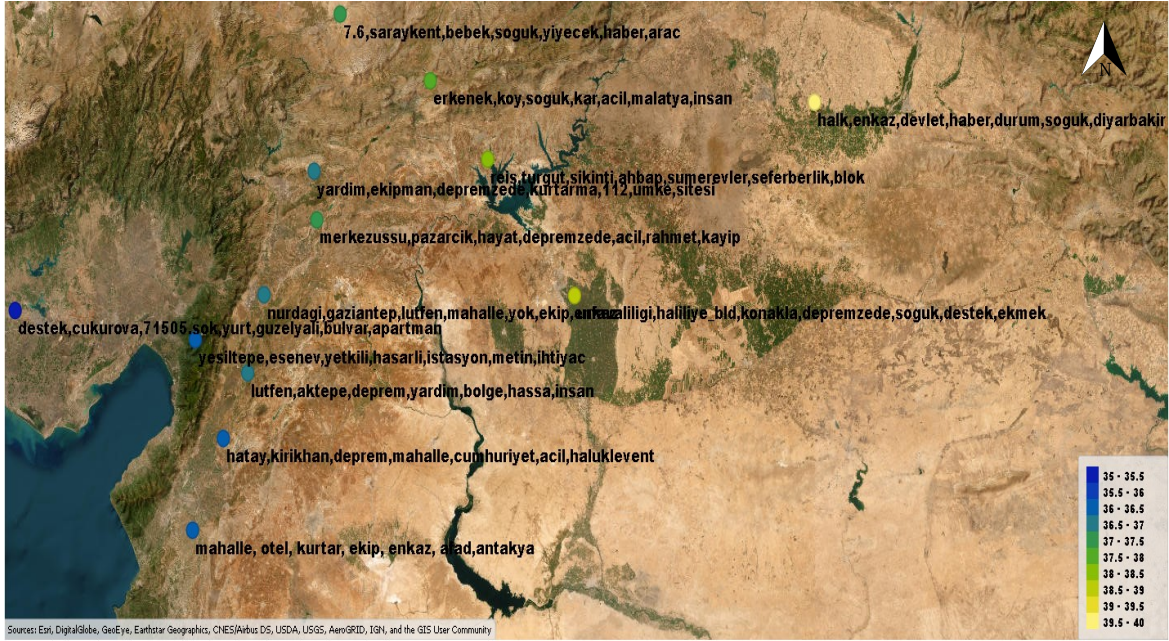 7.6,saraykent,bebek,soguk,yiyecek,haber,arac
N
erkenek,koy,soguk,kar,acil,malatya,insan
halk,enkaz,devlet,haber,durum,soguk,diyarbakir
reis,turgut,sikinti,ahbap,sumerevler,seferberlik,blok
yardim,ekipman,depremzede,kurtarma,112,umke,sitesi
merkezussu,pazarcik,hayat,depremzede,acil,rahmet,kayip
nurdagi,gaziantep,lutfen,mahalle,yok,ekip,
haliliye_bld,konakla,depremzede,soguk,destek,ekmek
destek,cukurova,71505.sok,yurt,guzelyali,bulvar,apartman
yesiltepe,esenev,yetkili,hasarli,istasyon,metin,ihtiyac
lutfen,aktepe,deprem,yardim,bolge,hassa,insan
hatay,kirikhan,deprem,mahalle,cumhuriyet,acil,haluklevent
mahalle, otel, kurtar, ekip, enkaz, afad,antakya
35 - 35.5
35.5 - 36
36 - 36.5
36.5 - 37
37 - 37.5
37.5 - 38
38 - 38.5
38.5 - 39
39 - 39.5
39.5 - 40
Sources: Esri, DigitalGlobe, GeoEye, Earthstar Geographics, CNES/Airbus DS, USDA, USGS, AeroGRID, IGN, and the GIS User Community